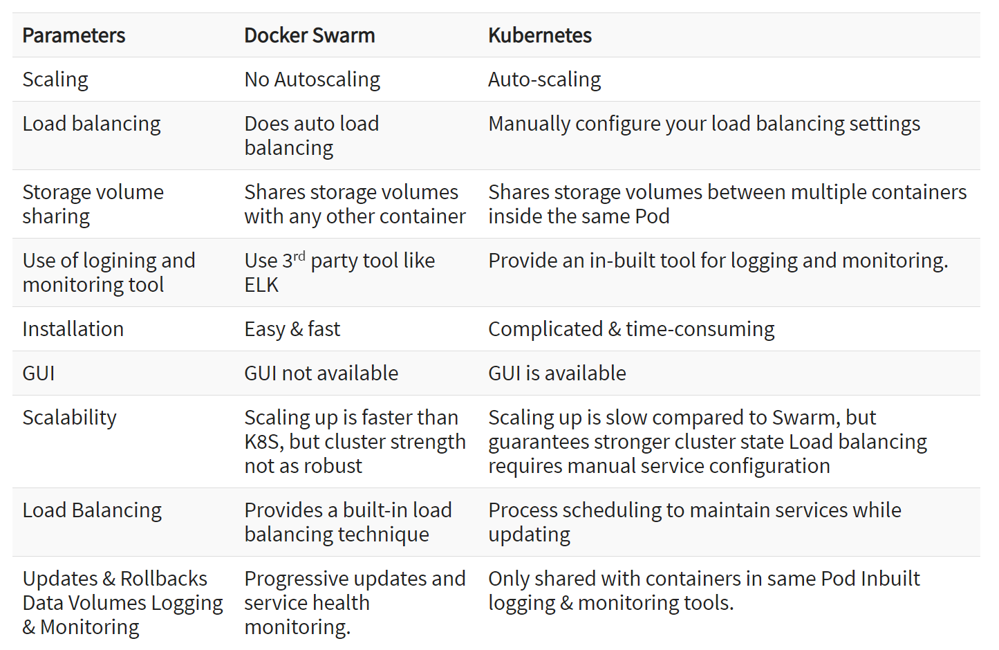 Parameters Docker Swarm Kubernetes
Scaling No Autoscaling Auto-scaling
Load balancing Does auto load Manually configure your load balancing settings
balancing
Storage volume Shares storage volumes Shares storage volumes between multiple containers
sharing with any other container inside the same Pod
Use of logining and Use 3rd party tool like Provide an in-built tool for logging and monitoring.
monitoring tool ELK
Installation Easy & fast Complicated & time-consuming
GUI GUI not available GUI is available
Scalability Scaling up is faster than Scaling up is slow compared to Swarm, but
K8S, but cluster strength guarantees stronger cluster state Load balancing
not as robust requires manual service configuration
Load Balancing Provides a built-in load Process scheduling to maintain services while
balancing technique updating
Updates & Rollbacks Progressive updates and Only shared with containers in same Pod Inbuilt
Data Volumes Logging service health logging & monitoring tools.
& Monitoring monitoring.